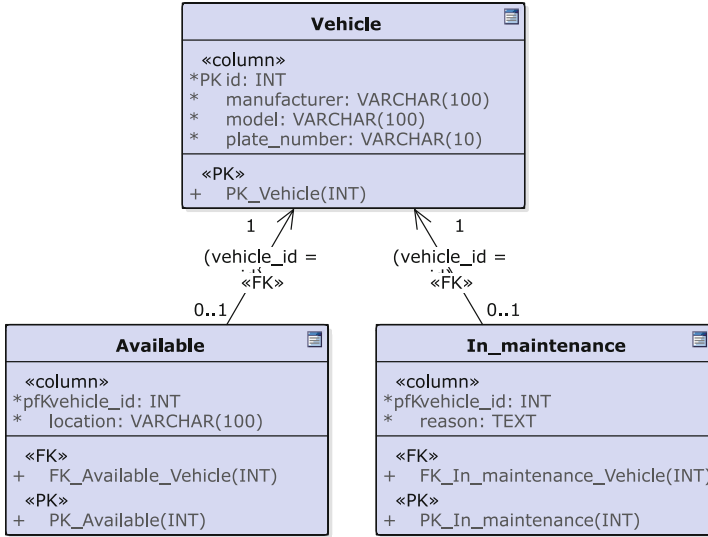 Vehicle
«column»
*PK id: INT
* manufacturer: VARCHAR(100)
* model: VARCHAR(100)
* plate_number: VARCHAR(10)
«PK»
+ PK_Vehicle(INT)
1
1
(vehicle_id =
«FK»
(vehicle_id =
«FK»
0..1
0..1
Available
«column»
*pfKvehicle_id: INT
* location: VARCHAR(100)
«FK»
+ FK_Available_Vehicle(INT)
«PK»
+ PK_Available(INT)
In_maintenance
«column»
*pfKvehicle_id: INT
* reason: TEXT
«FK»
+ FK_In_maintenance_Vehicle(INT)
«PK»
+ PK_In_maintenance(INT)